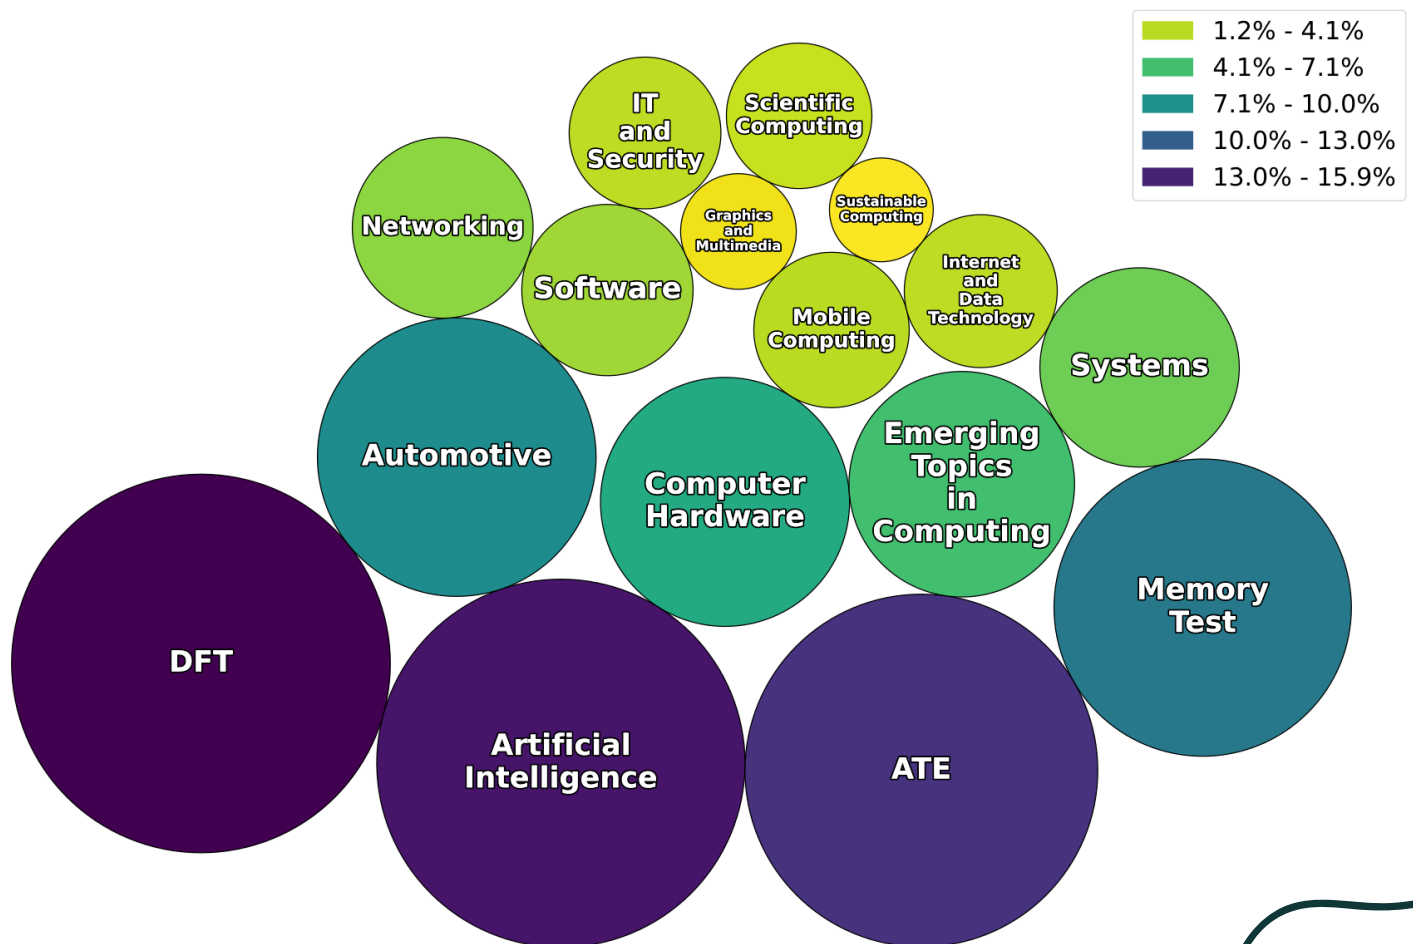 1.2% - 4.1%
4.1% - 7.1%
7.1% - 10.0%
10.0% - 13.0%
13.0% - 15.9%
IT
and
Security
Scientific
Computing
Networking
Software
Graphics
and
Multimedia
Sustainable
Computing
Mobile
Computing
Internet
and
Data
Technology
Systems
Automotive
Computer
Hardware
Emerging
Topics
in
Computing
Memory
Test
DFT
Artificial
Intelligence
ATE